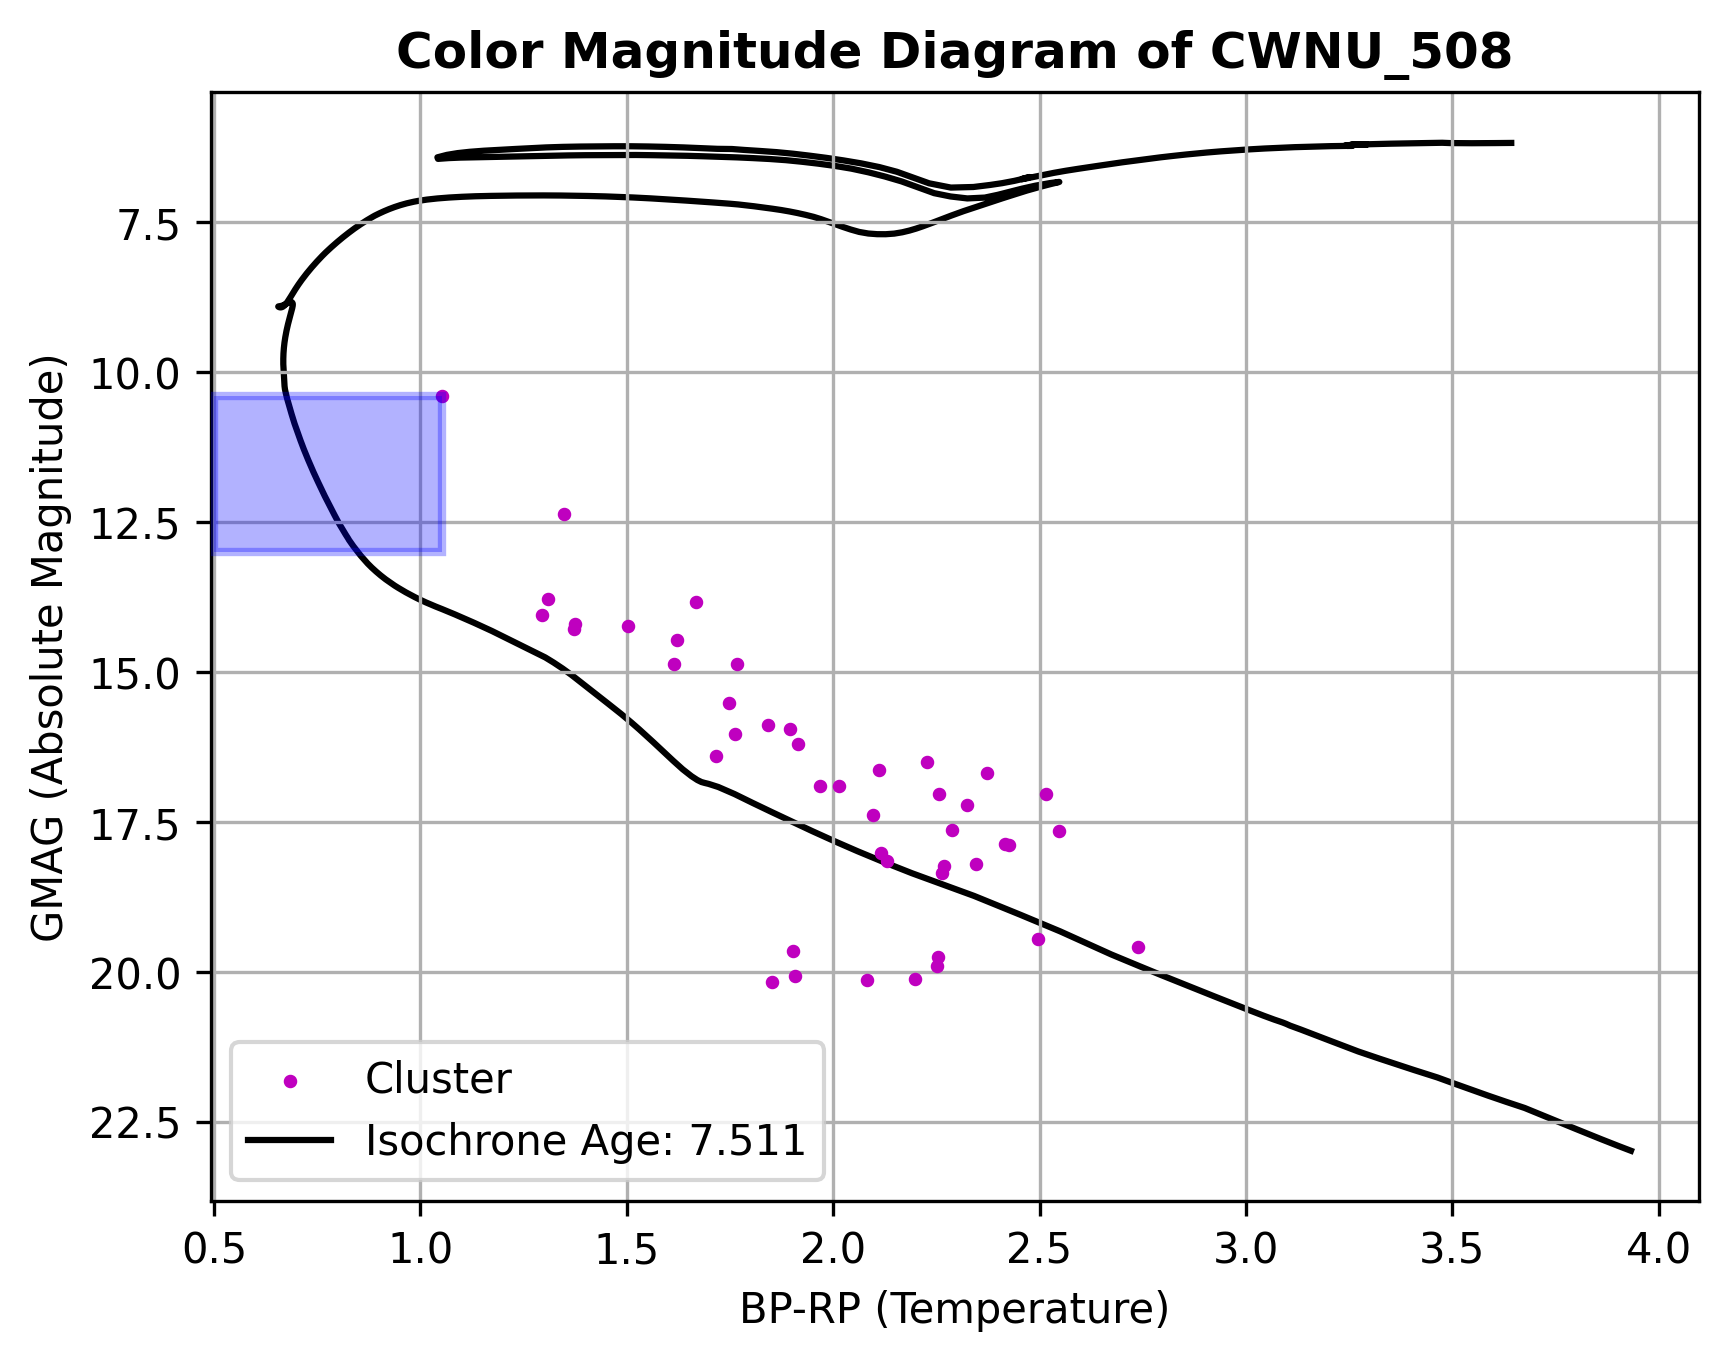 Color Magnitude Diagram of CWNU_508
GMAG (Absolute Magnitude)
7.5
10.0
12.5
15.0
17.5
20.0
22.5
Cluster
Isochrone Age: 7.511
0.5 1.0 1.5 2.0 2.5 3.0 3.5 4.0
BP-RP (Temperature)